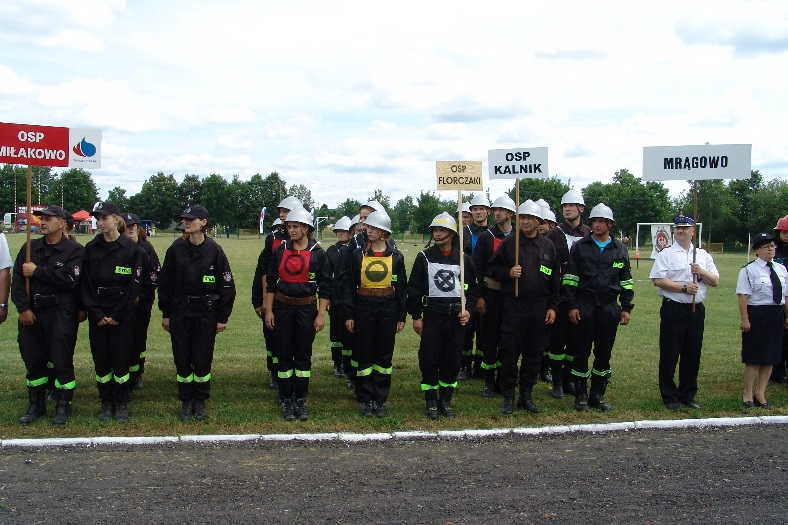 OSP
MIŁAKOWO
OSP
FLORCZAKI
OSP
KALNIK
MRĄGOWO